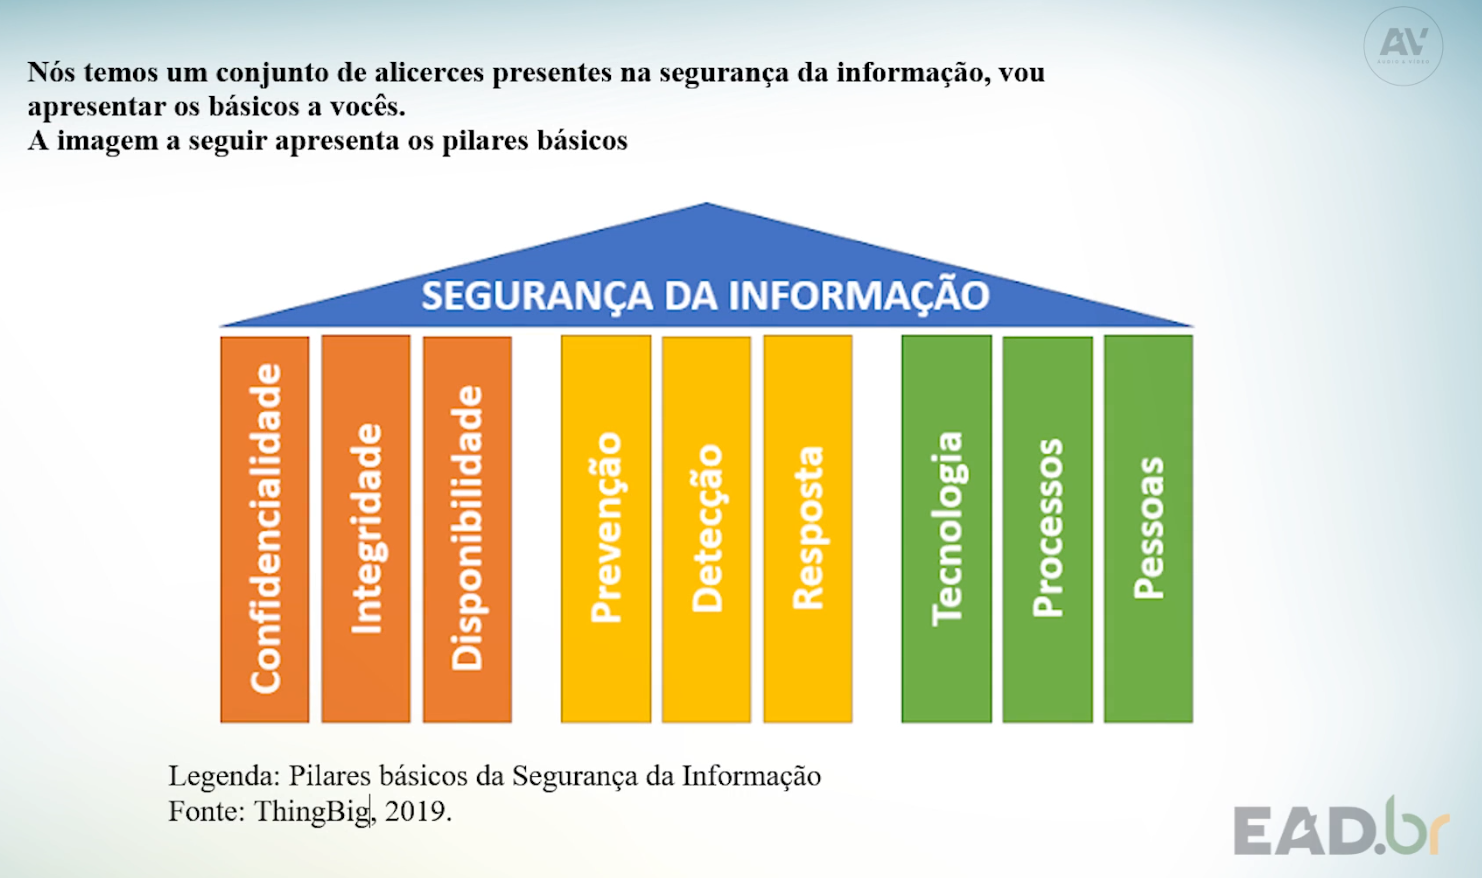 Nós temos um conjunto de alicerces presentes na segurança da informação, vou
apresentar os básicos a vocês.
A imagem a seguir apresenta os pilares básicos
SEGURANÇA DA INFORMAÇÃO
Confidencialidade
Integridade
Disponibilidade
Prevenção
Detecção
Resposta
Tecnologia
Processos
Pessoas
Legenda: Pilares básicos da Segurança da Informação
Fonte: ThingBig, 2019.
AV
EAD.br